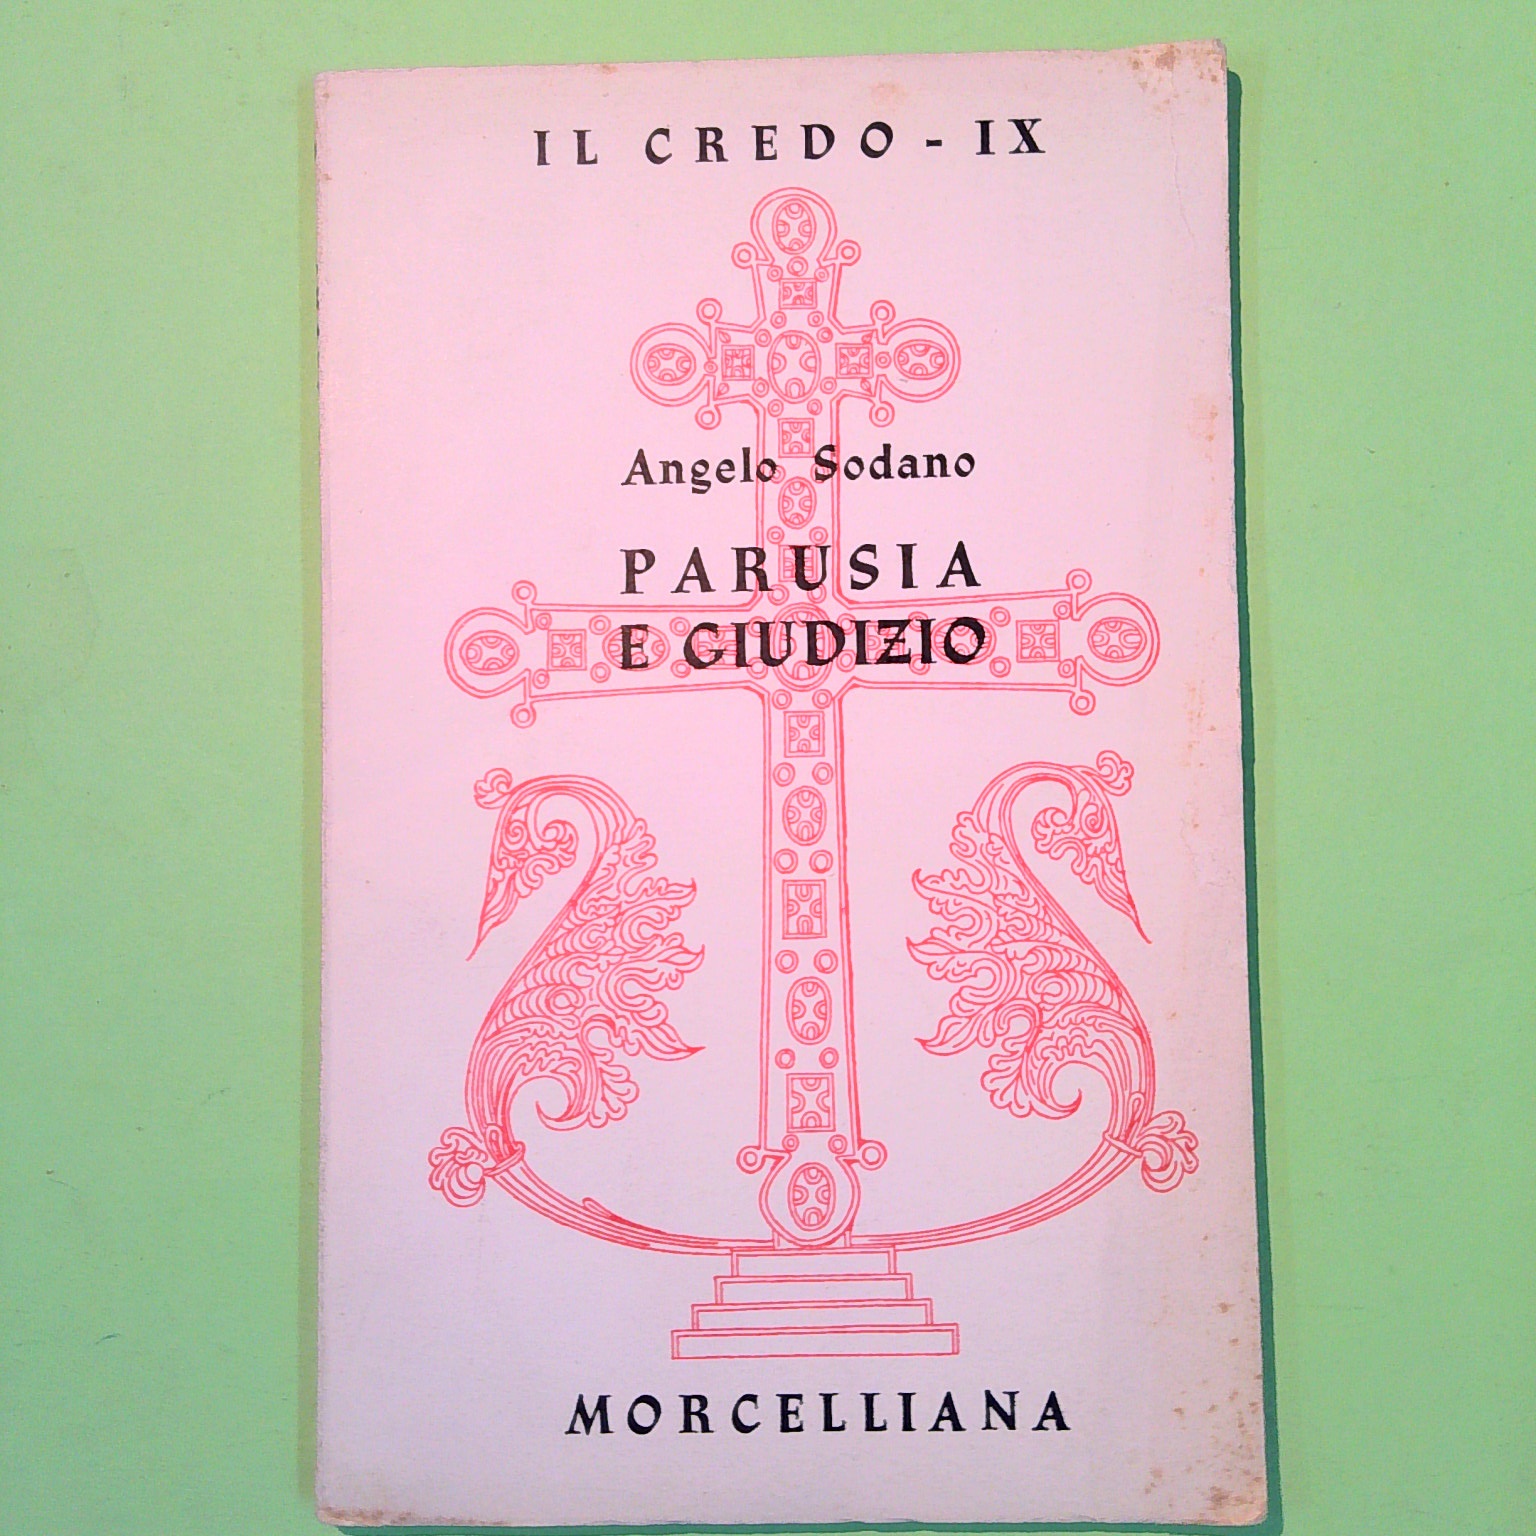 IL CREDO - IX
Angelo Sodano
PARUSIA
E GIUDIZIO
MORCELLIANA